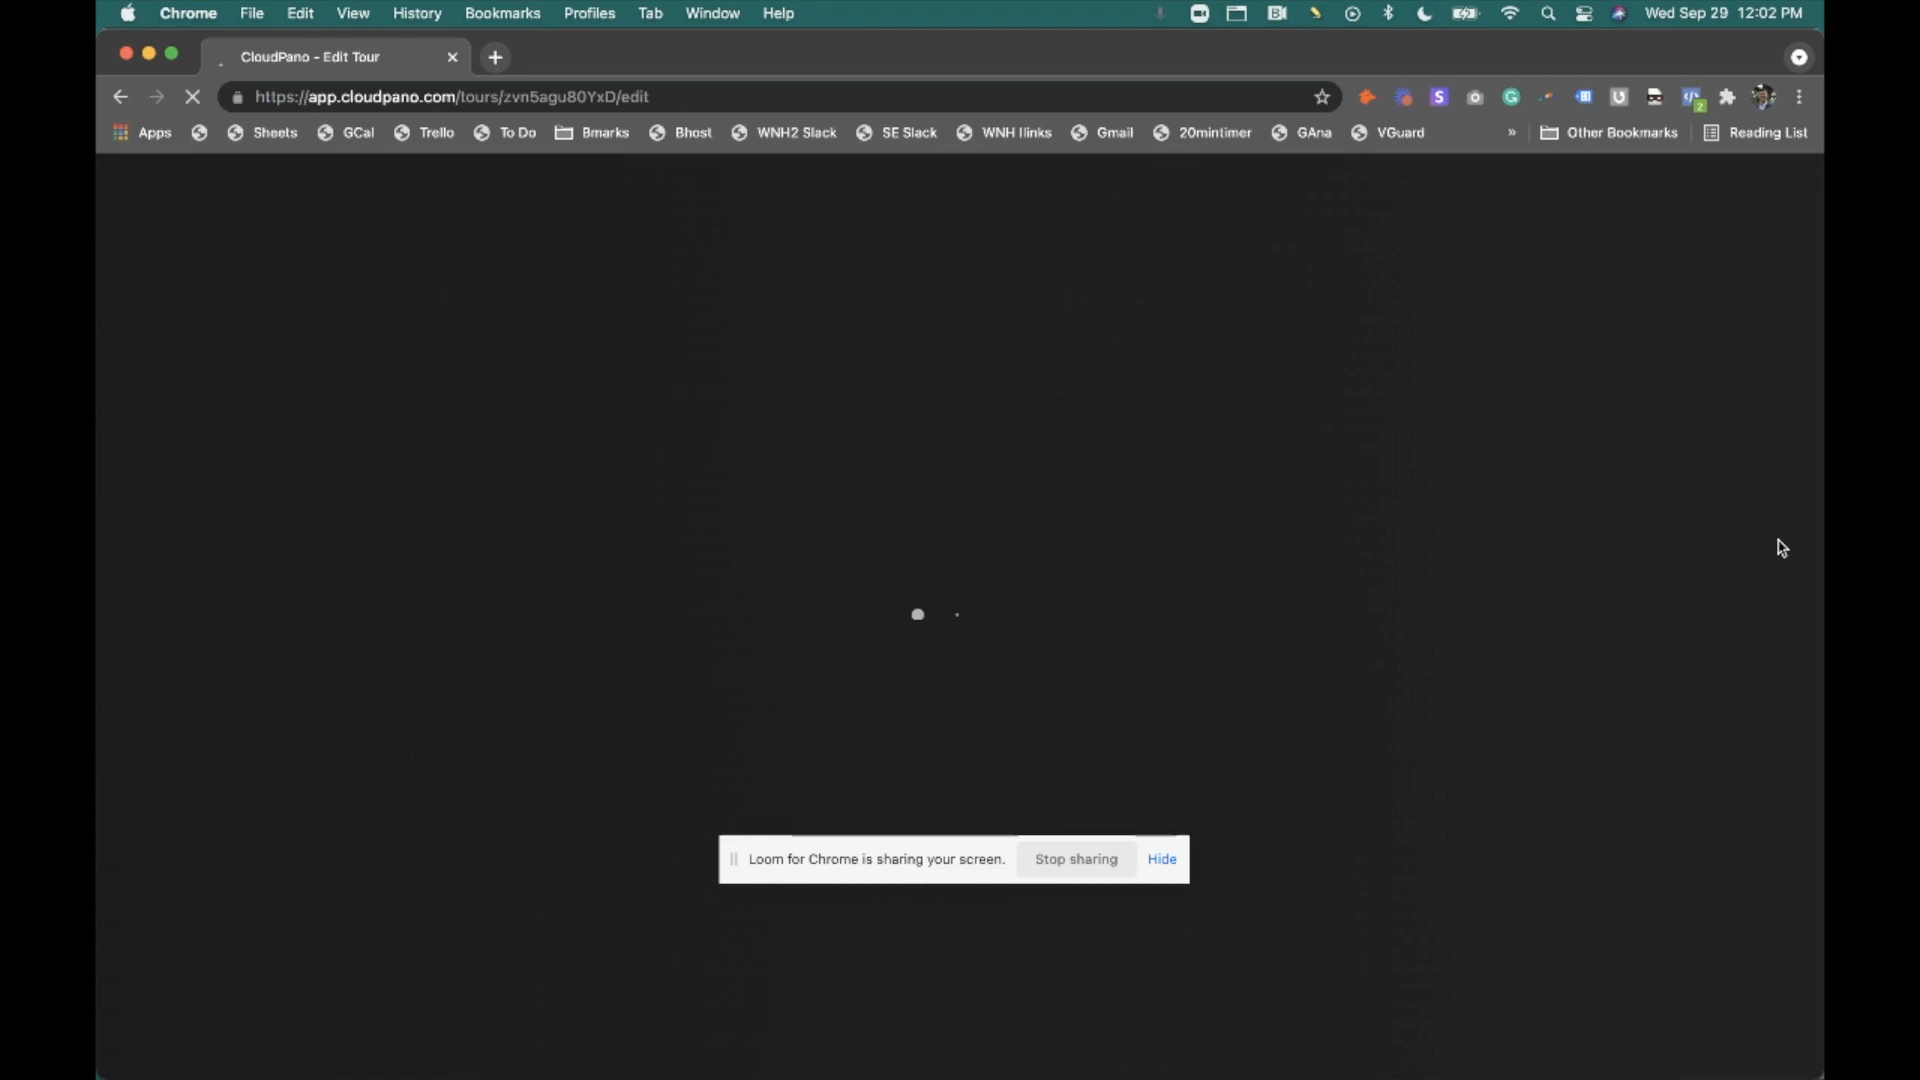 Chrome File Edit View History Bookmarks Profiles Tab Window Help Wed Sep 29 12:02 PM
CloudPano - Edit Tour
https://app.cloudpano.com/tours/zvn5agu80YxD/edit
Apps Sheets GCal Trello To Do Bmarks Bhost WNH2 Slack SE Slack WNH llinks Gmail 20mintimer GAna VGuard » Other Bookmarks Reading List
Loom for Chrome is sharing your screen. Stop sharing Hide